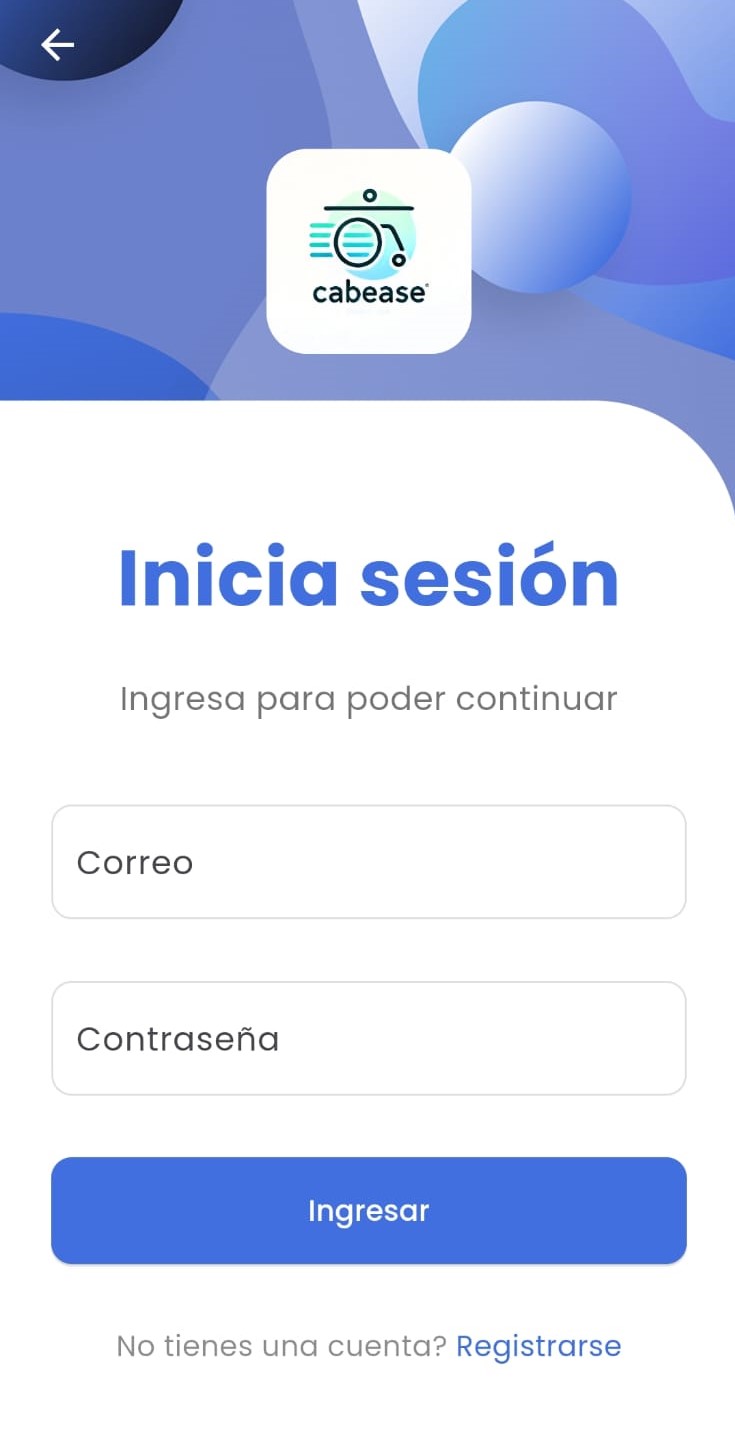 cabease
Inicia sesión
Ingresa para poder continuar
Correo
Contraseña
Ingresar
No tienes una cuenta? Registrarse